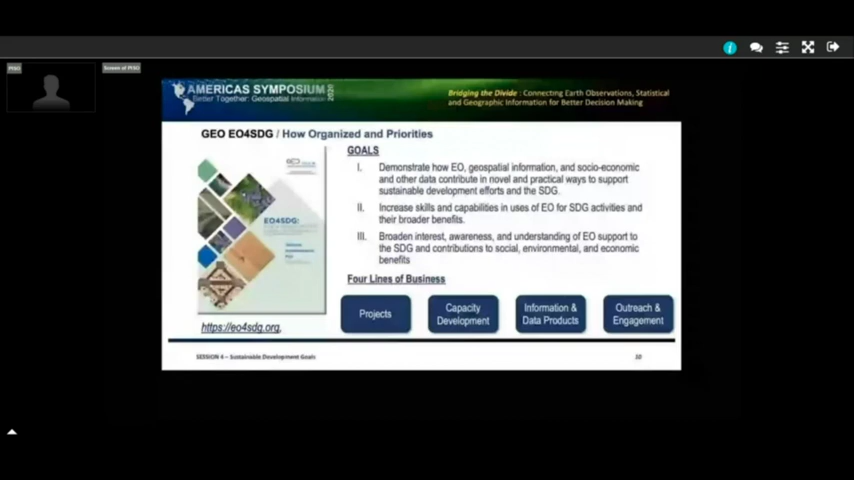 AMERICAS SYMPOSIUM 2020
Better Together: Geospatial Information
Bridging the Divide : Connecting Earth Observations, Statistical
and Geographic Information for Better Decision Making
GEO EO4SDG / How Organized and Priorities
EO4SDG:
https://eo4sdg.org,
GOALS
I. Demonstrate how EO, geospatial information, and socio-economic
and other data contribute in novel and practical ways to support
sustainable development efforts and the SDG.
II. Increase skills and capabilities in uses of EO for SDG activities and
their broader benefits.
III. Broaden interest, awareness, and understanding of EO support to
the SDG and contributions to social, environmental, and economic
benefits
Four Lines of Business
Projects
Capacity
Development
Information &
Data Products
Outreach &
Engagement
SESSION 4 – Sustainable Development Goals
10